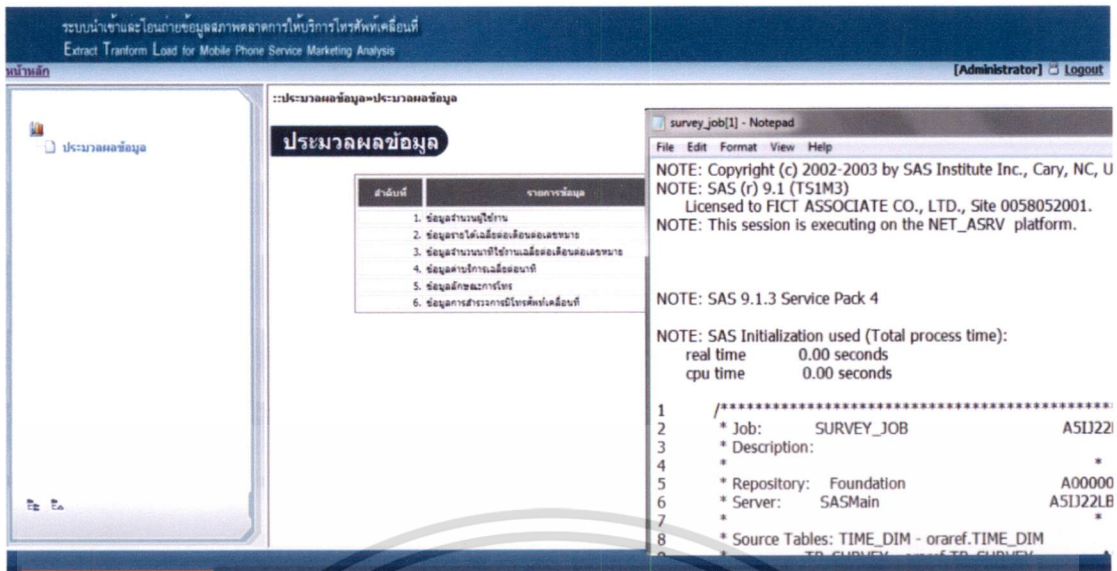 ระบบนำเข้าและโอนถ่ายข้อมูลสภาพตลาดการให้บริการโทรศัพท์เคลื่อนที่
Extract Tranform Load for Mobile Phone Service Marketing Analysis
หน้าหลัก
[Administrator] Logout
ประมวลผลข้อมูล
::ประมวลผลข้อมูล»ประมวลผลข้อมูล
ประมวลผลข้อมูล
ลำดับที่ รายการข้อมูล
1. ข้อมูลจำนวนผู้ใช้งาน
2. ข้อมูลรายได้เฉลี่ยต่อเดือนต่อเลขหมาย
3. ข้อมูลจำนวนนาทีใช้งานเฉลี่ยต่อเดือนต่อเลขหมาย
4. ข้อมูลค่าบริการเฉลี่ยต่อนาที
5. ข้อมูลลักษณะการโทร
6. ข้อมูลการสำรวจการมีโทรศัพท์เคลื่อนที่
survey_job[1] - Notepad
File Edit Format View Help
NOTE: Copyright (c) 2002-2003 by SAS Institute Inc., Cary, NC, U
NOTE: SAS (r) 9.1 (TS1M3)
Licensed to FICT ASSOCIATE CO., LTD., Site 0058052001.
NOTE: This session is executing on the NET_ASRV platform.
NOTE: SAS 9.1.3 Service Pack 4
NOTE: SAS Initialization used (Total process time):
real time 0.00 seconds
cpu time 0.00 seconds
1 /*********************************************
2 * Job: SURVEY_JOB A5IJ22
3 * Description:
4 * *
5 * Repository: Foundation A00000
6 * Server: SASMain A5IJ22LB
7 * *
8 * Source Tables: TIME_DIM - oraref.TIME_DIM